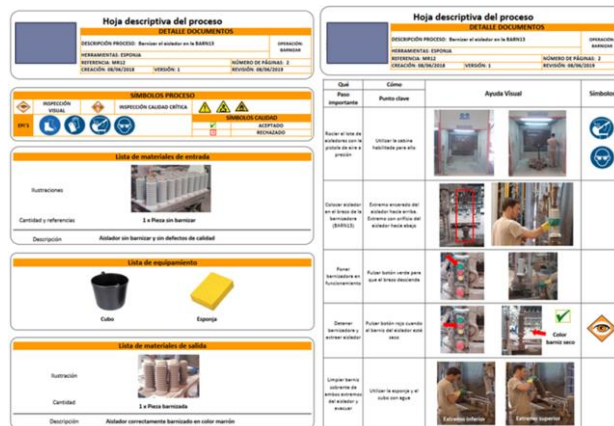 Hoja descriptiva del proceso
DETALLE DOCUMENTOS
DESCRIPCIÓN PROCESO: Barnizar el aislador en la BARN13
OPERACIÓN: BARNIZAR
HERRAMIENTAS: ESPONJA
REFERENCIA: MR12
NÚMERO DE PÁGINAS: 2
CREACIÓN: 08/06/2018
VERSIÓN: 1
REVISIÓN: 08/06/2019
SÍMBOLOS PROCESO
INSPECCIÓN VISUAL
INSPECCIÓN CALIDAD CRÍTICA
EPI´S
SÍMBOLOS CALIDAD
ACEPTADO
RECHAZADO
Lista de materiales de entrada
Ilustraciones
Cantidad y referencias
1 x Pieza sin barnizar
Descripción
Aislador sin barnizar y sin defectos de calidad
Lista de equipamiento
Cubo
Esponja
Lista de materiales de salida
Ilustración
Cantidad
1 x Pieza barnizada
Descripción
Aislador correctamente barnizado en color marrón
Hoja descriptiva del proceso
DETALLE DOCUMENTOS
DESCRIPCIÓN PROCESO: Barnizar el aislador en la BARN13
OPERACIÓN: BARNIZAR
HERRAMIENTAS: ESPONJA
REFERENCIA: MR12
NÚMERO DE PÁGINAS: 2
CREACIÓN: 08/06/2018
VERSIÓN: 1
REVISIÓN: 08/06/2019
Qué
Cómo
Ayuda Visual
Símbolos
Paso importante
Punto clave
Rociar el lote de aisladores con la pistola de aire a presión
Utilizar la cabina habilitada para ello
Colocar aislador en el brazo de la barnizadora (BARN13)
Extremo encerado del aislador hacia arriba.
Extremo con orificio del aislador hacia abajo
Poner barnizadora en funcionamiento
Pulsar botón verde para que el brazo descienda
Detener barnizadora y extraer aislador
Pulsar botón rojo cuando el barniz del aislador esté seco
Color barniz seco
Limpiar barniz sobrante de ambos extremos del aislador y evacuar
Utilizar la esponja y el cubo con agua
Extremo inferior
Extremo superior